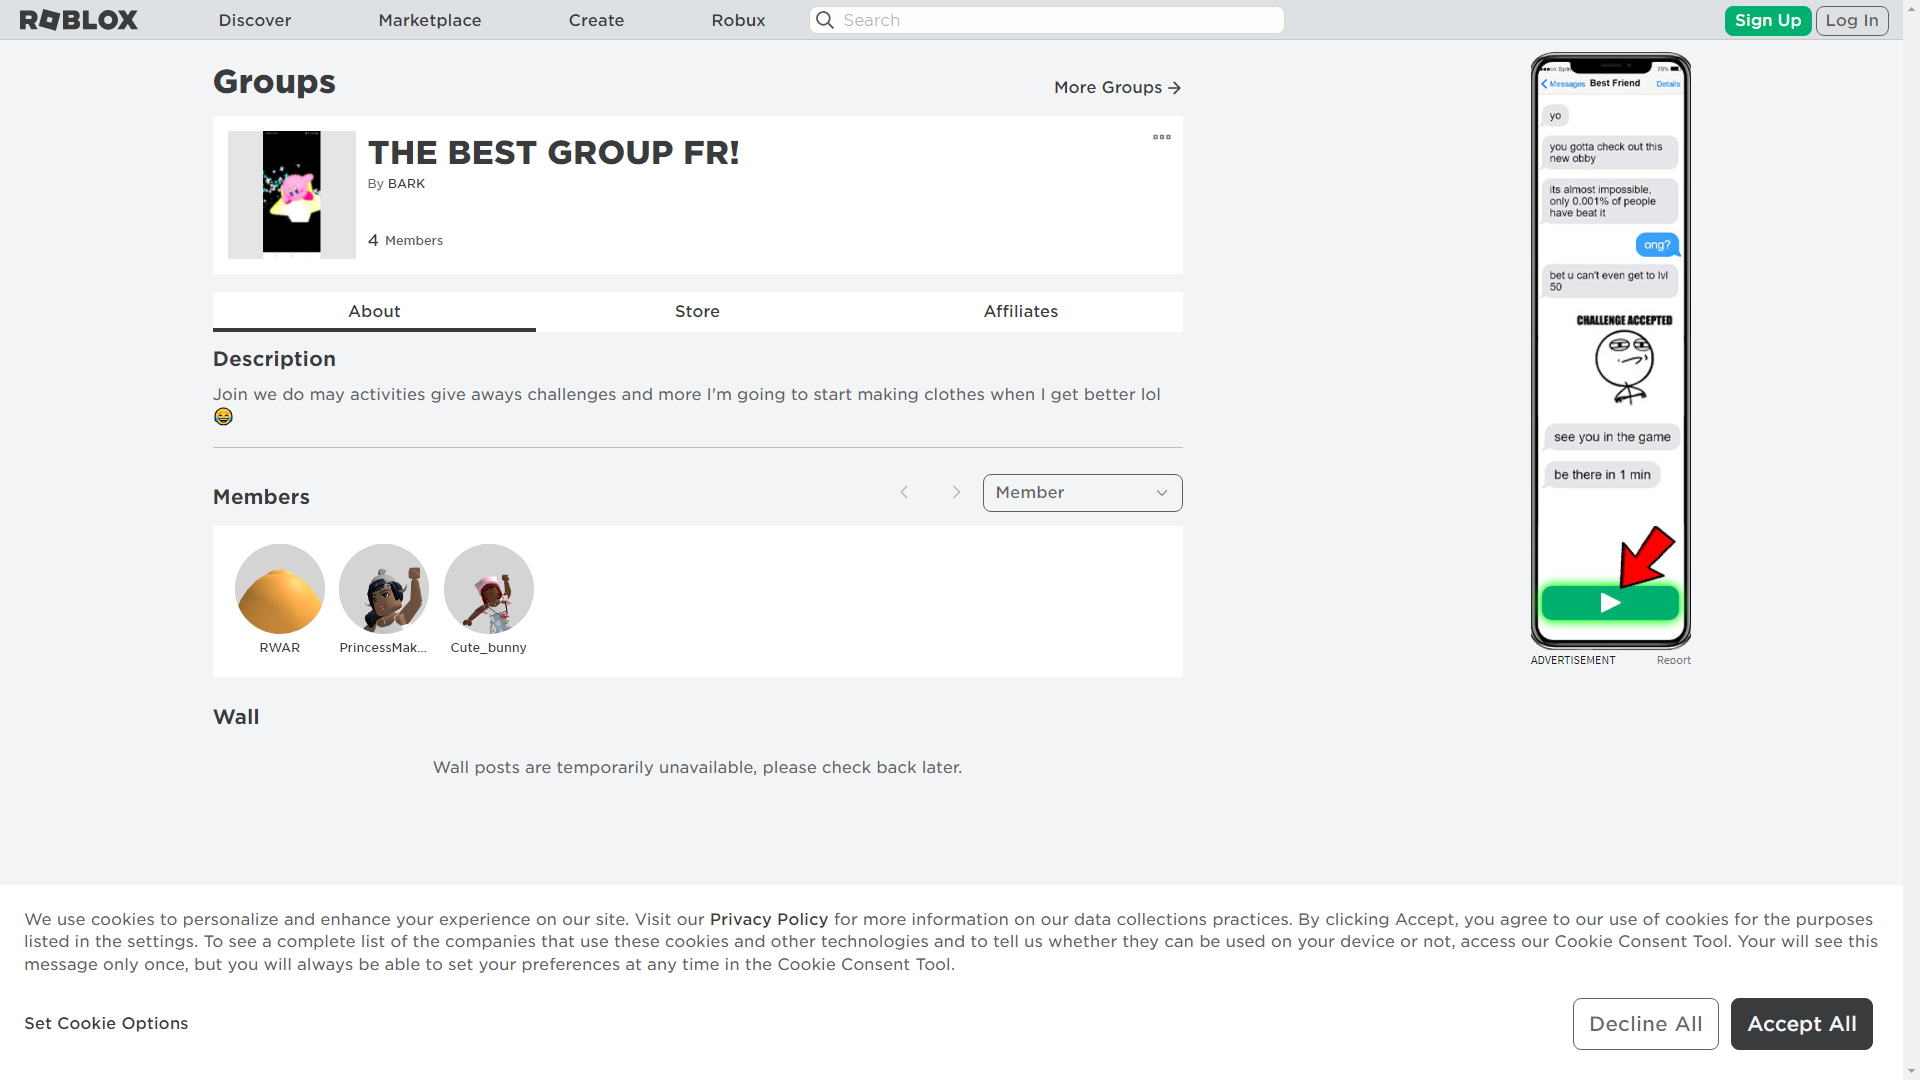 ROBLOX
Discover
Marketplace
Create
Robux
Search
Sign Up
Log In
Groups
More Groups
THE BEST GROUP FR!
By BARK
4 Members
About
Store
Affiliates
Description
Join we do may activities give aways challenges and more I'm going to start making clothes when I get better lol
😂
Members
Member
RWAR
PrincessMak...
Cute_bunny
Wall
Wall posts are temporarily unavailable, please check back later.
75%
Messages
Best Friend
Details
yo
you gotta check out this
new obby
its almost impossible,
only 0.001% of people
have beat it
ong?
bet u can't even get to lvl
50
CHALLENGE ACCEPTED
see you in the game
be there in 1 min
ADVERTISEMENT
Report
We use cookies to personalize and enhance your experience on our site. Visit our Privacy Policy for more information on our data collections practices. By clicking Accept, you agree to our use of cookies for the purposes
listed in the settings. To see a complete list of the companies that use these cookies and other technologies and to tell us whether they can be used on your device or not, access our Cookie Consent Tool. Your will see this
message only once, but you will always be able to set your preferences at any time in the Cookie Consent Tool.
Set Cookie Options
Decline All
Accept All